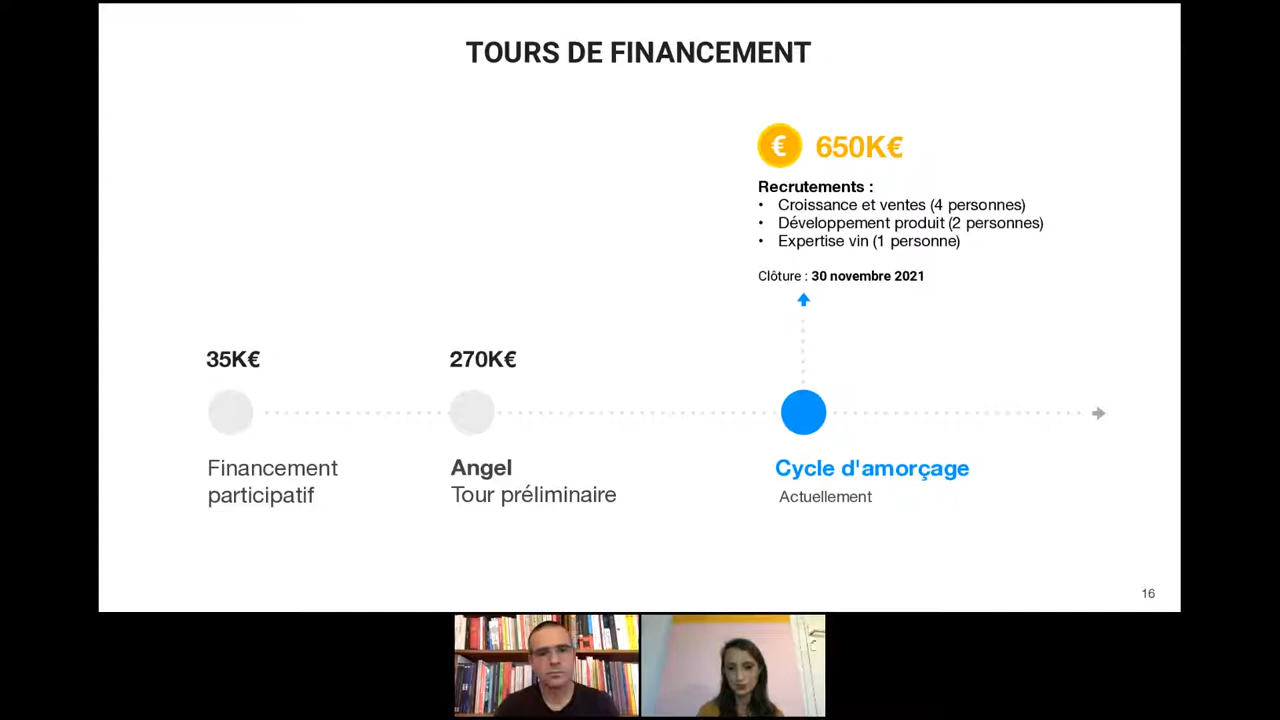 TOURS DE FINANCEMENT
€ 650K€
Recrutements :
• Croissance et ventes (4 personnes)
• Développement produit (2 personnes)
• Expertise vin (1 personne)
Clôture : 30 novembre 2021
35K€
270K€
Financement
participatif
Angel
Tour préliminaire
Cycle d'amorçage
Actuellement
16